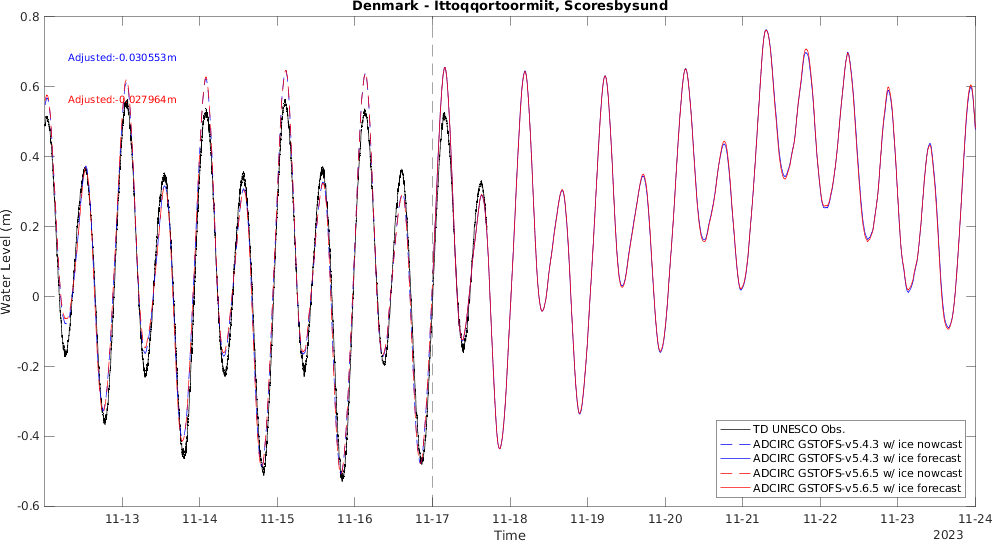 Denmark - Ittoqqortoormiit, Scoresbysund
Adjusted:-0.030553m
Adjusted:-0.027964m
Water Level (m)
0.8
0.6
0.4
0.2
0
-0.2
-0.4
-0.6
TD UNESCO Obs.
ADCIRC GSTOFS-v5.4.3 w/ ice nowcast
ADCIRC GSTOFS-v5.4.3 w/ ice forecast
ADCIRC GSTOFS-v5.6.5 w/ ice nowcast
ADCIRC GSTOFS-v5.6.5 w/ ice forecast
11-13 11-14 11-15 11-16 11-17 11-18 11-19 11-20 11-21 11-22 11-23 11-24
Time
2023